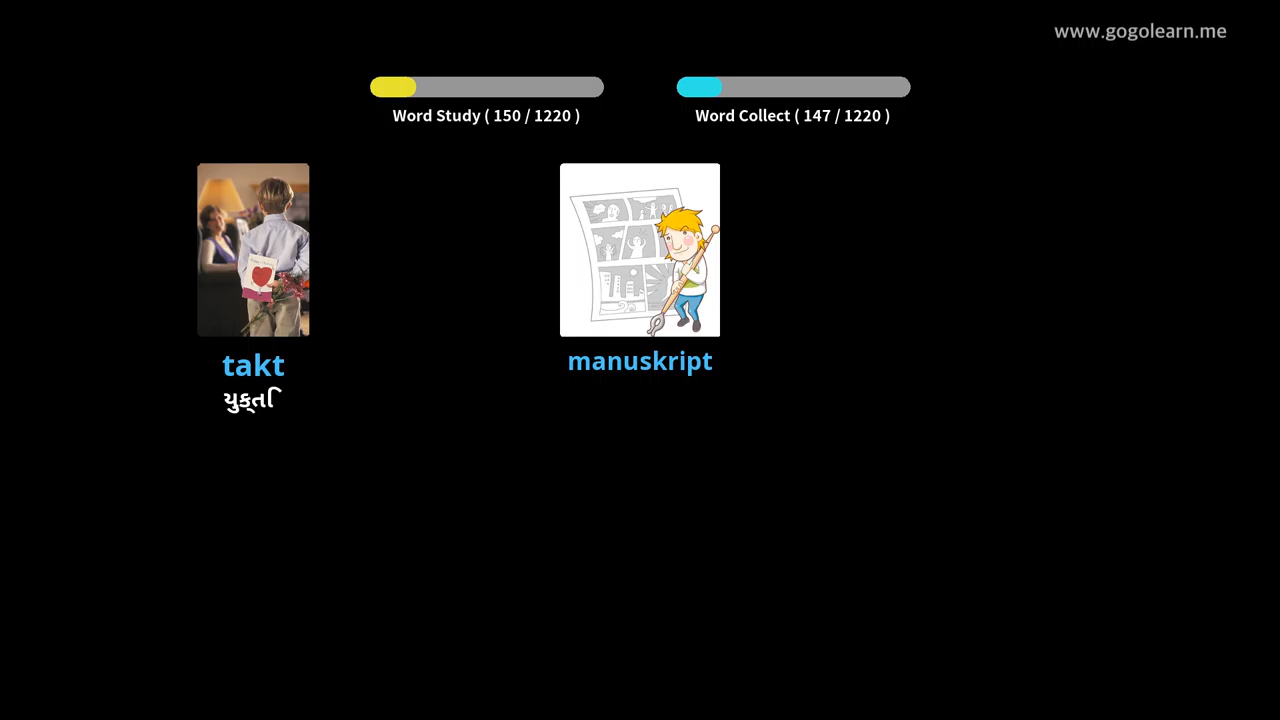 www.gogolearn.me
Word Study ( 150 / 1220 )
Word Collect ( 147 / 1220 )
takt
યુક્તિ
manuskript